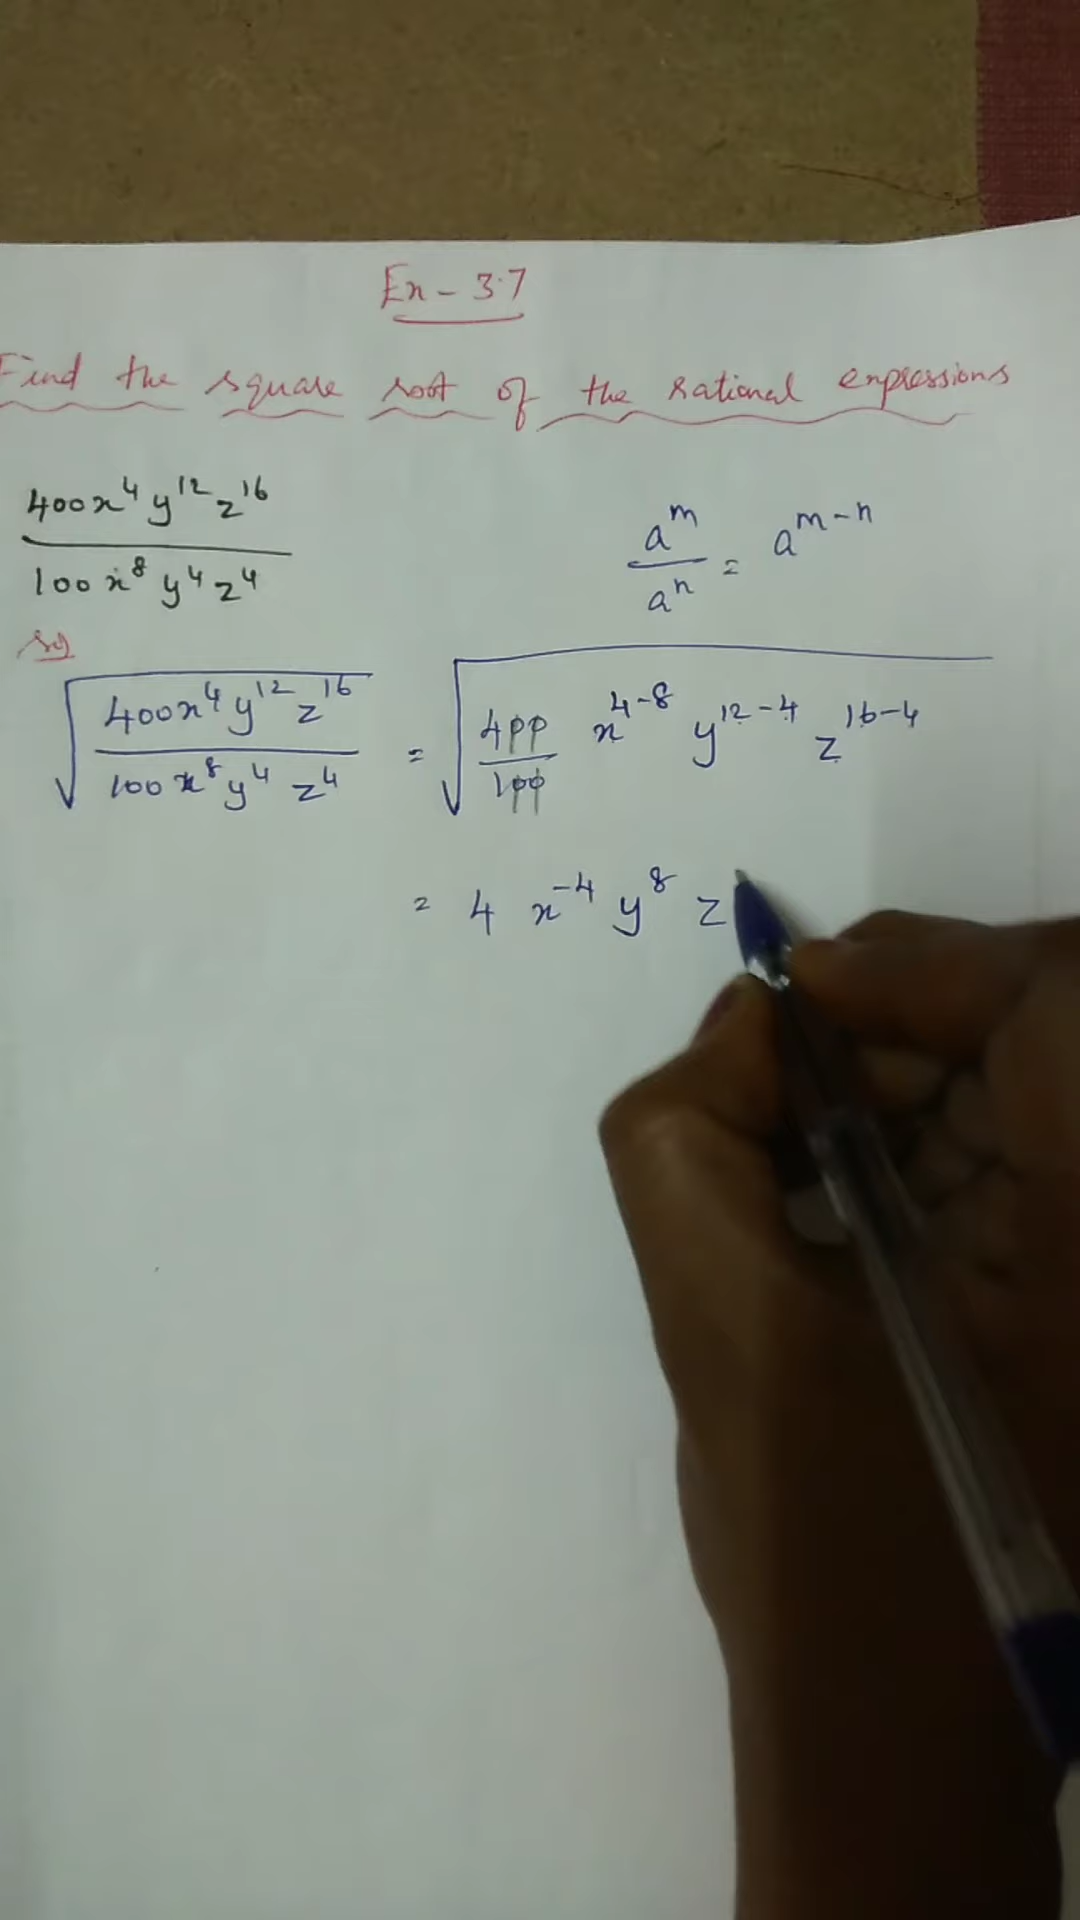 Ex - 3.7
Find the square root of the rational expressions
400x⁴y¹²z¹⁶ / 100x⁸y⁴z⁴
aᵐ / aⁿ = aᵐ⁻ⁿ
Sol
√(400x⁴y¹²z¹⁶ / 100x⁸y⁴z⁴) = √(400/100 x⁴⁻⁸ y¹²⁻⁴ z¹⁶⁻⁴)
= 4 x⁻⁴ y⁸ z